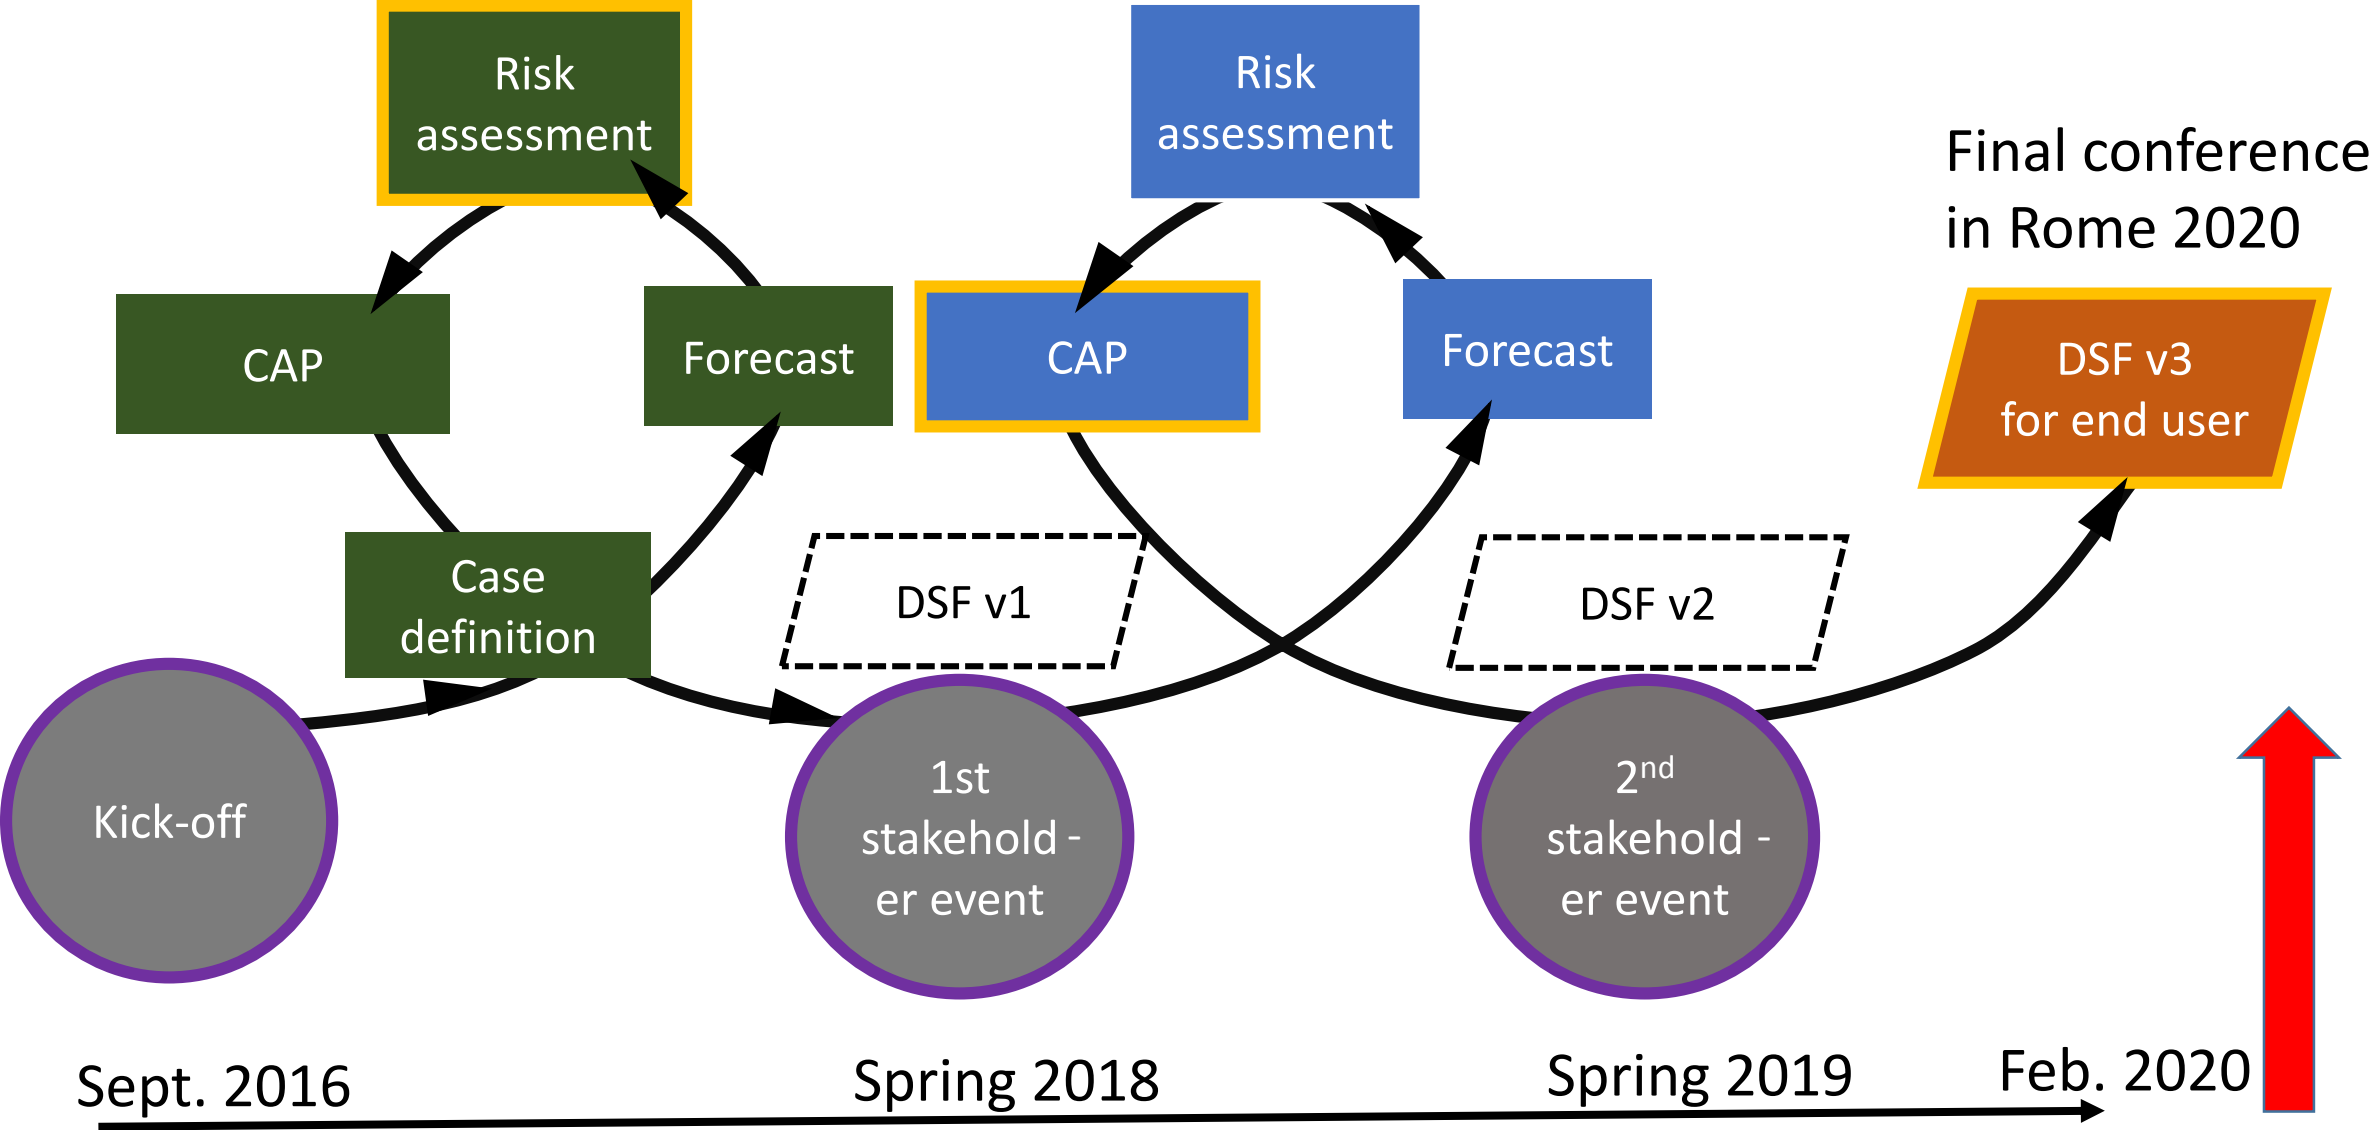 Risk
assessment
Risk
assessment
Final conference
in Rome 2020
CAP
Forecast
CAP
Forecast
DSF v3
for end user
Case
definition
DSF v1
DSF v2
Kick-off
1st
stakehold -
er event
2nd
stakehold -
er event
Sept. 2016
Spring 2018
Spring 2019
Feb. 2020